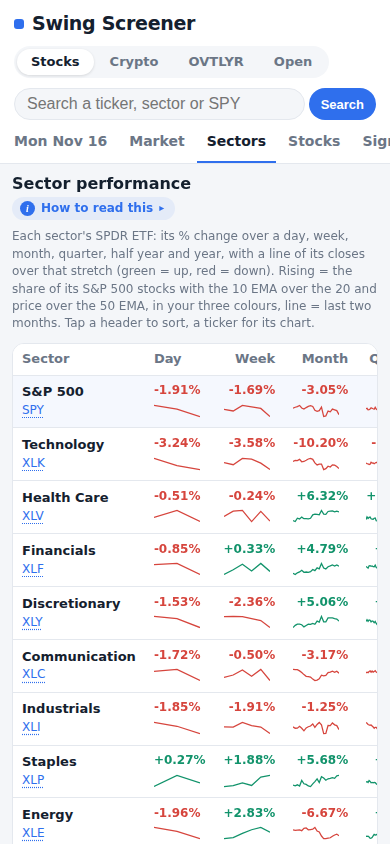 Swing Screener
Stocks Crypto OVTLYR Open
Search a ticker, sector or SPY Search
Mon Nov 16 Market Sectors Stocks
Sector performance
i How to read this ▸
Each sector's SPDR ETF: its % change over a day, week,
month, quarter, half year and year, with a line of its closes
over that stretch (green = up, red = down). Rising = the
share of its S&P 500 stocks with the 10 EMA over the 20 and
price over the 50 EMA, in your three colours, line = last two
months. Tap a header to sort, a ticker for its chart.
Sector Day Week Month
S&P 500 -1.91% -1.69% -3.05%
SPY
Technology -3.24% -3.58% -10.20%
XLK
Health Care -0.51% -0.24% +6.32%
XLV
Financials -0.85% +0.33% +4.79%
XLF
Discretionary -1.53% -2.36% +5.06%
XLY
Communication -1.72% -0.50% -3.17%
XLC
Industrials -1.85% -1.91% -1.25%
XLI
Staples +0.27% +1.88% +5.68%
XLP
Energy -1.96% +2.83% -6.67%
XLE